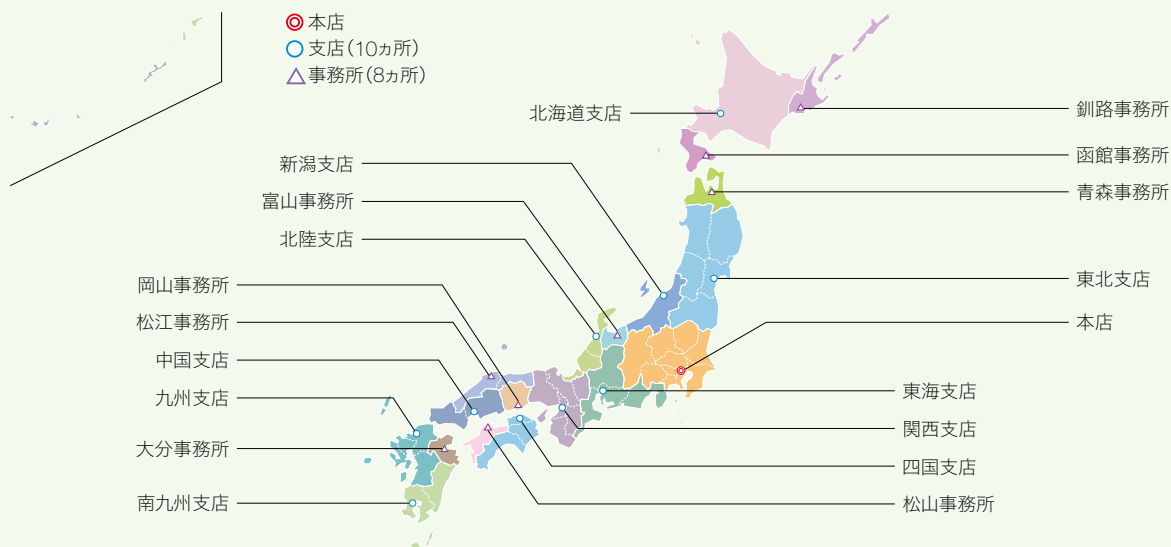 本店
支店(10ヵ所)
事務所(8ヵ所)
北海道支店
新潟支店
富山事務所
北陸支店
岡山事務所
松江事務所
中国支店
九州支店
大分事務所
南九州支店
釧路事務所
函館事務所
青森事務所
東北支店
本店
東海支店
関西支店
四国支店
松山事務所